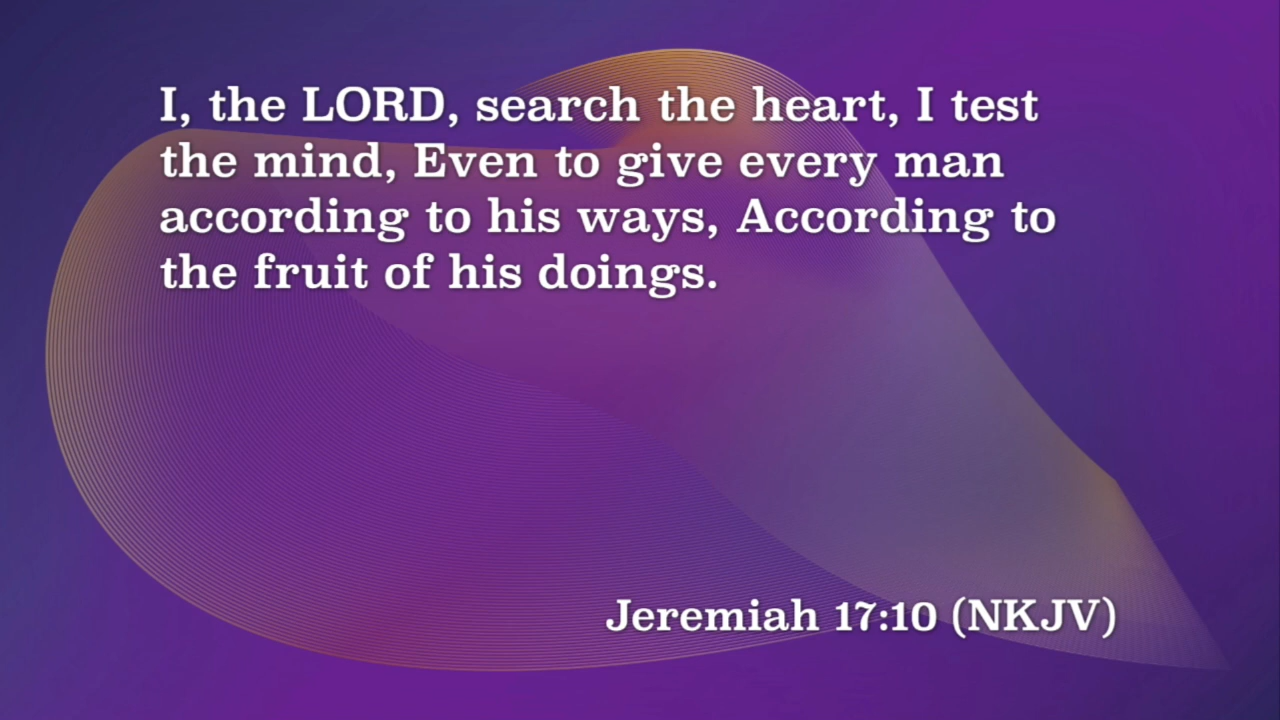 I, the LORD, search the heart, I test
the mind, Even to give every man
according to his ways, According to
the fruit of his doings.
Jeremiah 17:10 (NKJV)